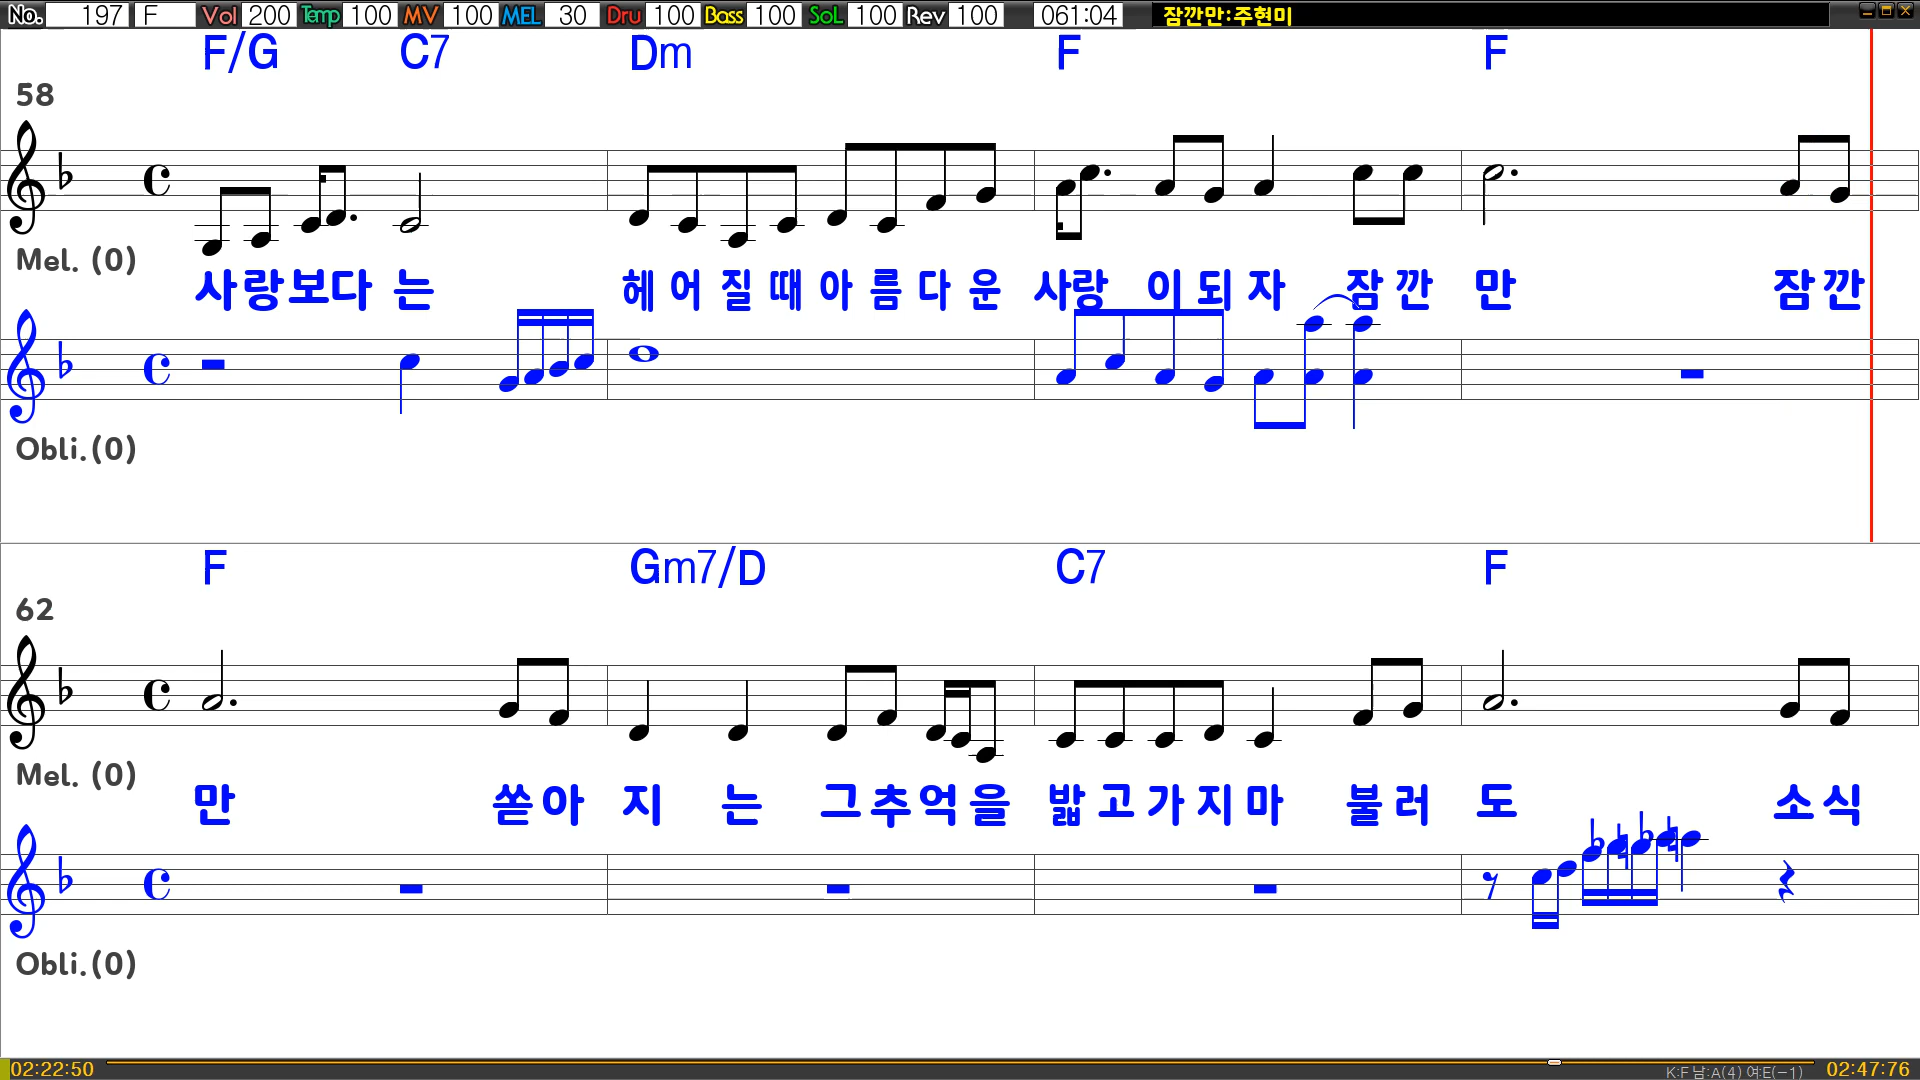 No. 197 F Vol 200 Temp 100 MV 100 MEL 30 Dru 100 Bass 100 SoL 100 Rev 100 061:04 잠깐만:주현미
F/G C7 Dm F F
58
Mel. (0)
사랑보다 는 헤어질때아름다운 사랑 이되자 잠깐 만 잠깐
Obli.(0)
F Gm7/D C7 F
62
Mel. (0)
만 쏟아 지 는 그추억을 밟고가지마 불러 도 소식
Obli.(0)
02:22:50 K:F 남:A(4) 여:E(-1) 02:47:76